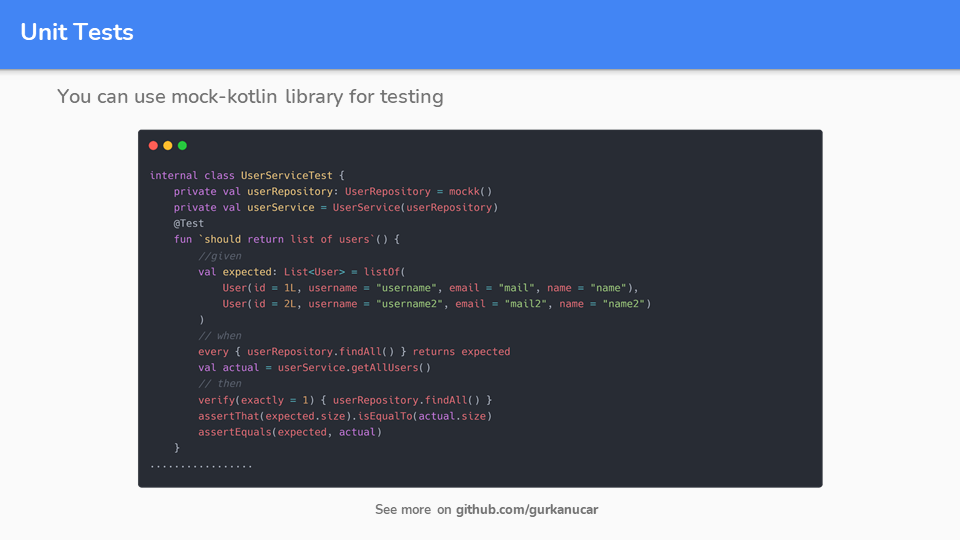 Unit Tests
You can use mock-kotlin library for testing
internal class UserServiceTest {
    private val userRepository: UserRepository = mockk()
    private val userService = UserService(userRepository)
    @Test
    fun `should return list of users`() {
        //given
        val expected: List<User> = listOf(
            User(id = 1L, username = "username", email = "mail", name = "name"),
            User(id = 2L, username = "username2", email = "mail2", name = "name2")
        )
        // when
        every { userRepository.findAll() } returns expected
        val actual = userService.getAllUsers()
        // then
        verify(exactly = 1) { userRepository.findAll() }
        assertThat(expected.size).isEqualTo(actual.size)
        assertEquals(expected, actual)
    }
.................
See more on github.com/gurkanucar